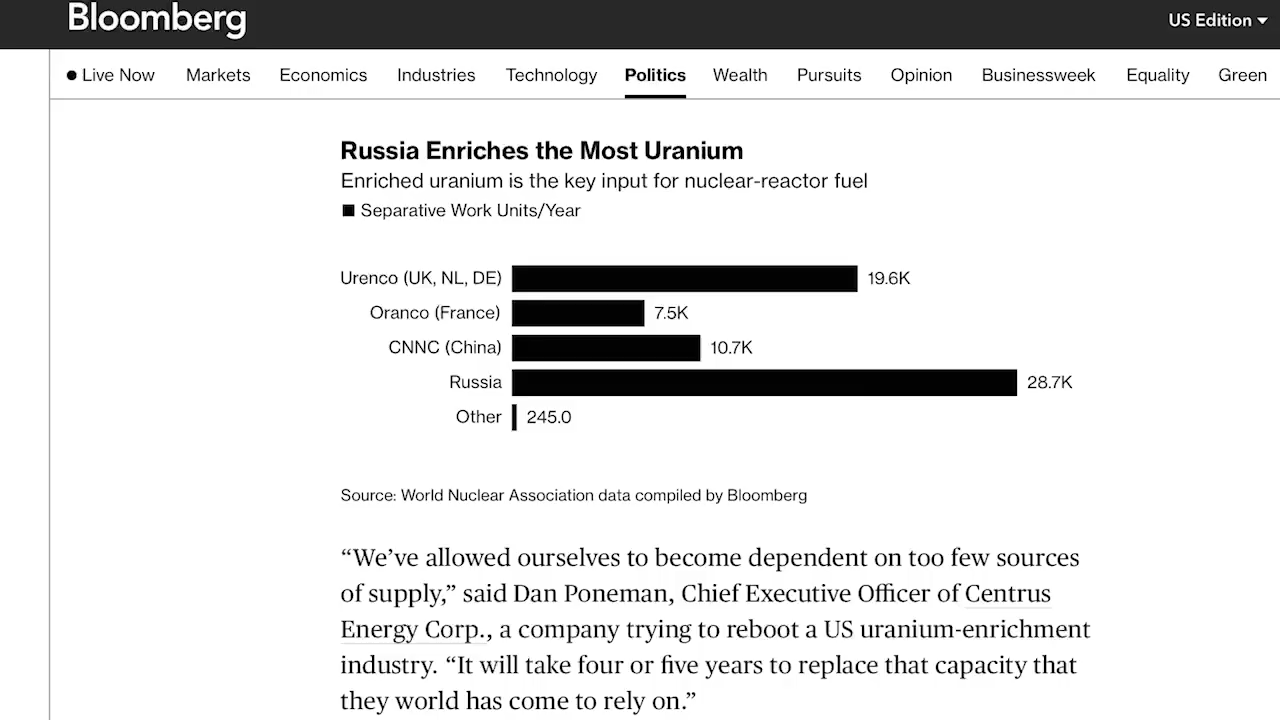 Bloomberg
US Edition
Live Now Markets Economics Industries Technology Politics Wealth Pursuits Opinion Businessweek Equality Green
Russia Enriches the Most Uranium
Enriched uranium is the key input for nuclear-reactor fuel
Separative Work Units/Year
Urenco (UK, NL, DE) 19.6K
Oranco (France) 7.5K
CNNC (China) 10.7K
Russia 28.7K
Other 245.0
Source: World Nuclear Association data compiled by Bloomberg
“We’ve allowed ourselves to become dependent on too few sources
of supply,” said Dan Poneman, Chief Executive Officer of Centrus
Energy Corp., a company trying to reboot a US uranium-enrichment
industry. “It will take four or five years to replace that capacity that
they world has come to rely on.”